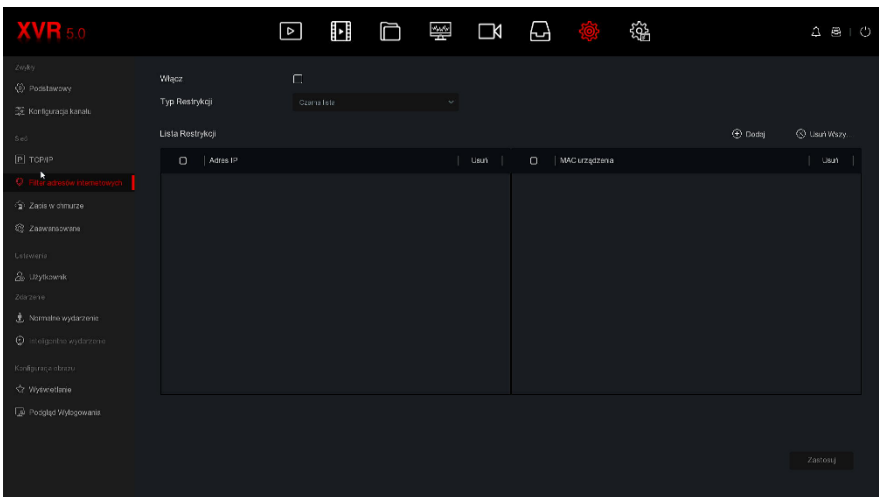 XVR 5.0
Zwykły
Podstawowy
Konfiguracja kanału
Sieć
TCP/IP
Filter adresów internetowych
Zapis w chmurze
Zaawansowane
Ustawienia
Użytkownik
Zdarzenie
Normalne wydarzenie
Inteligentne wydarzenie
Konfiguracja obrazu
Wyświetlanie
Podgląd Wylogowania
Włącz
Typ Restrykcji
Czarna lista
Lista Restrykcji
Dodaj
Usuń Wszy...
Adres IP
Usuń
MAC urządzenia
Usuń
Zastosuj